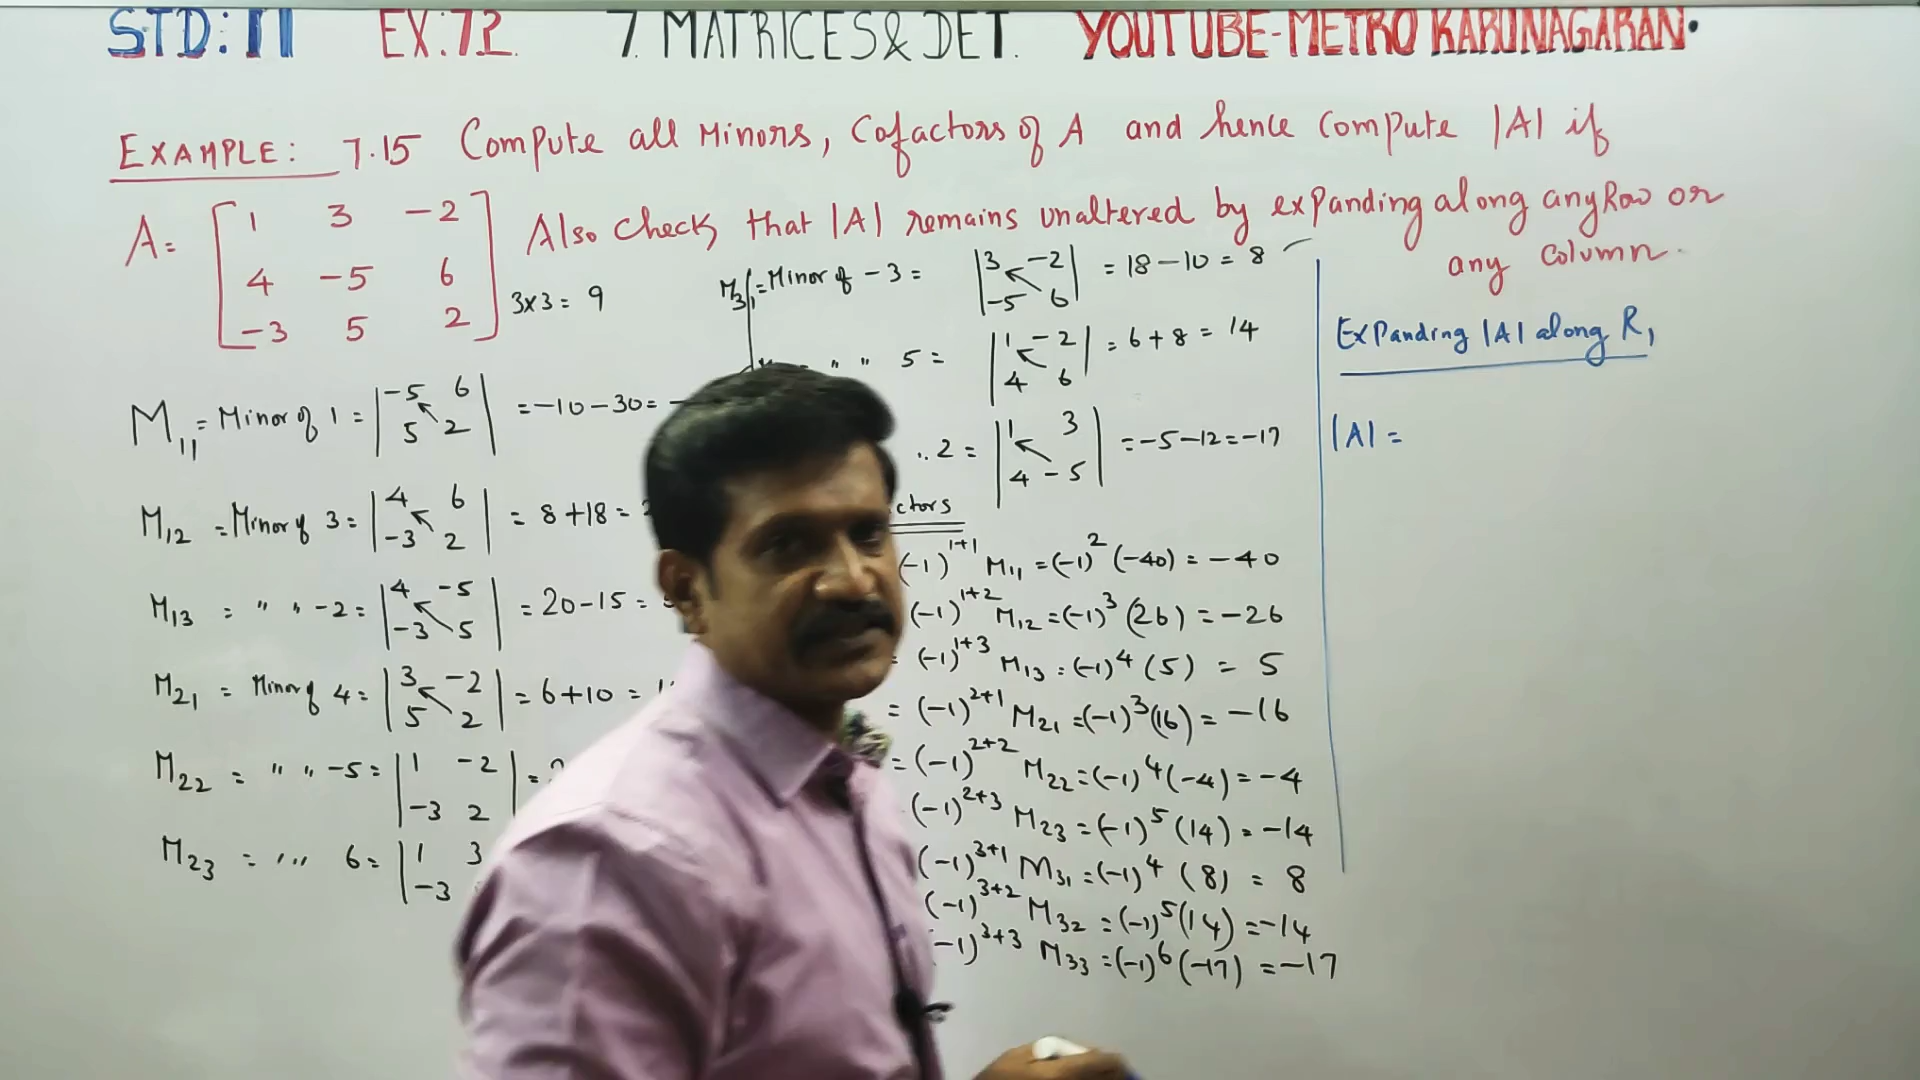 STD: 11 EX:7.2. 7. MATRICES & DET. YOUTUBE-METRO KARUNAGARAN.
EXAMPLE: 7.15 Compute all Minors, Cofactors of A and hence Compute |A| if
A = [ 1 3 -2 Also Check that |A| remains unaltered by expanding along any Row or
4 -5 6 any Column.
-3 5 2 ] 3x3 = 9
M11 = Minor of 1 = |-5 6 5 2| = -10-30 =
M12 = Minor of 3 = |4 6 -3 2| = 8+18 =
M13 = " " -2 = |4 -5 -3 5| = 20-15 =
M21 = Minor of 4 = |3 -2 5 2| = 6+10 =
M22 = " " -5 = |1 -2 -3 2| =
M23 = " " 6 = |1 3 -3
M31 = Minor of -3 = |3 -2 -5 6| = 18-10 = 8
" " 5 = |1 -2 4 6| = 6+8 = 14
.. 2 = |1 3 4 -5| = -5-12 = -17
ctors
(-1)^1+1 M11 = (-1)^2 (-40) = -40
(-1)^1+2 M12 = (-1)^3 (26) = -26
= (-1)^1+3 M13 = (-1)^4 (5) = 5
= (-1)^2+1 M21 = (-1)^3 (16) = -16
= (-1)^2+2 M22 = (-1)^4 (-4) = -4
(-1)^2+3 M23 = (-1)^5 (14) = -14
(-1)^3+1 M31 = (-1)^4 (8) = 8
(-1)^3+2 M32 = (-1)^5 (14) = -14
-1)^3+3 M33 = (-1)^6 (-17) = -17
Expanding |A| along R1
|A| =